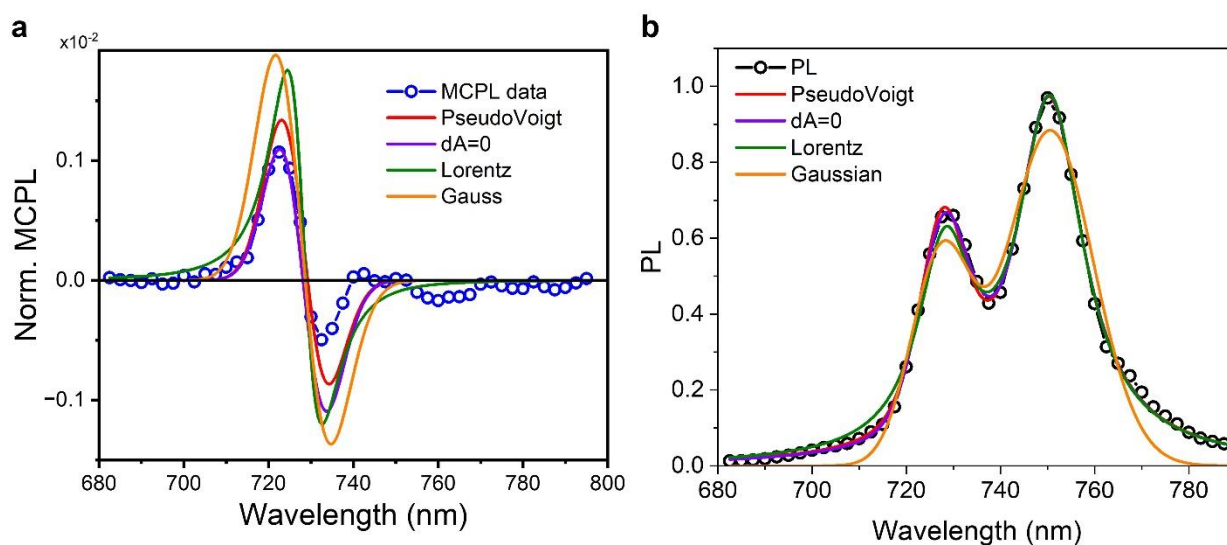 a
x10⁻²
Norm. MCPL
0.1
0.0
−0.1
MCPL data
PseudoVoigt
dA=0
Lorentz
Gauss
680 700 720 740 760 780 800
Wavelength (nm)
b
PL
1.0
0.8
0.6
0.4
0.2
0.0
PL
PseudoVoigt
dA=0
Lorentz
Gaussian
680 700 720 740 760 780
Wavelength (nm)